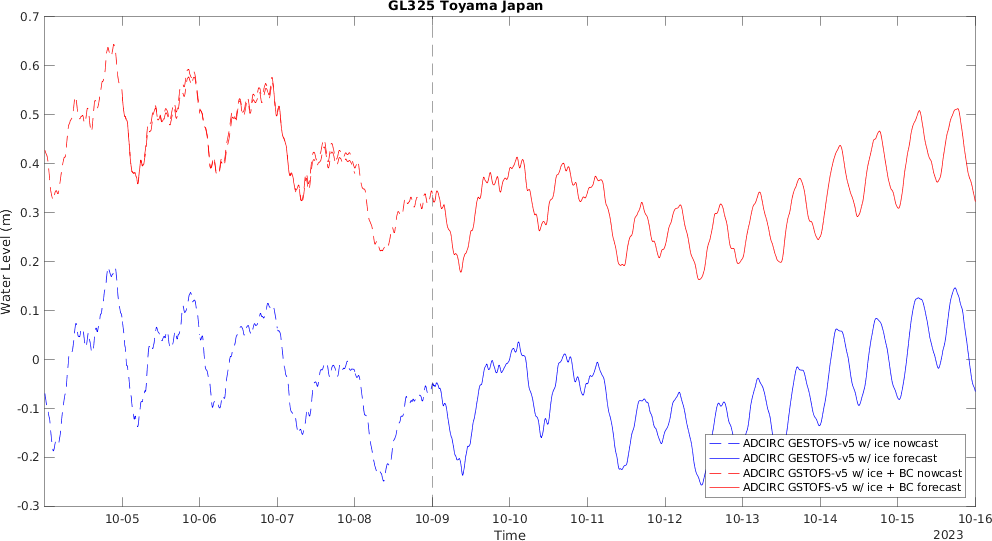 GL325 Toyama Japan
0.7
0.6
0.5
0.4
0.3
0.2
0.1
0
-0.1
-0.2
-0.3
Water Level (m)
ADCIRC GESTOFS-v5 w/ ice nowcast
ADCIRC GESTOFS-v5 w/ ice forecast
ADCIRC GSTOFS-v5 w/ ice + BC nowcast
ADCIRC GSTOFS-v5 w/ ice + BC forecast
10-05 10-06 10-07 10-08 10-09 10-10 10-11 10-12 10-13 10-14 10-15 10-16
Time
2023